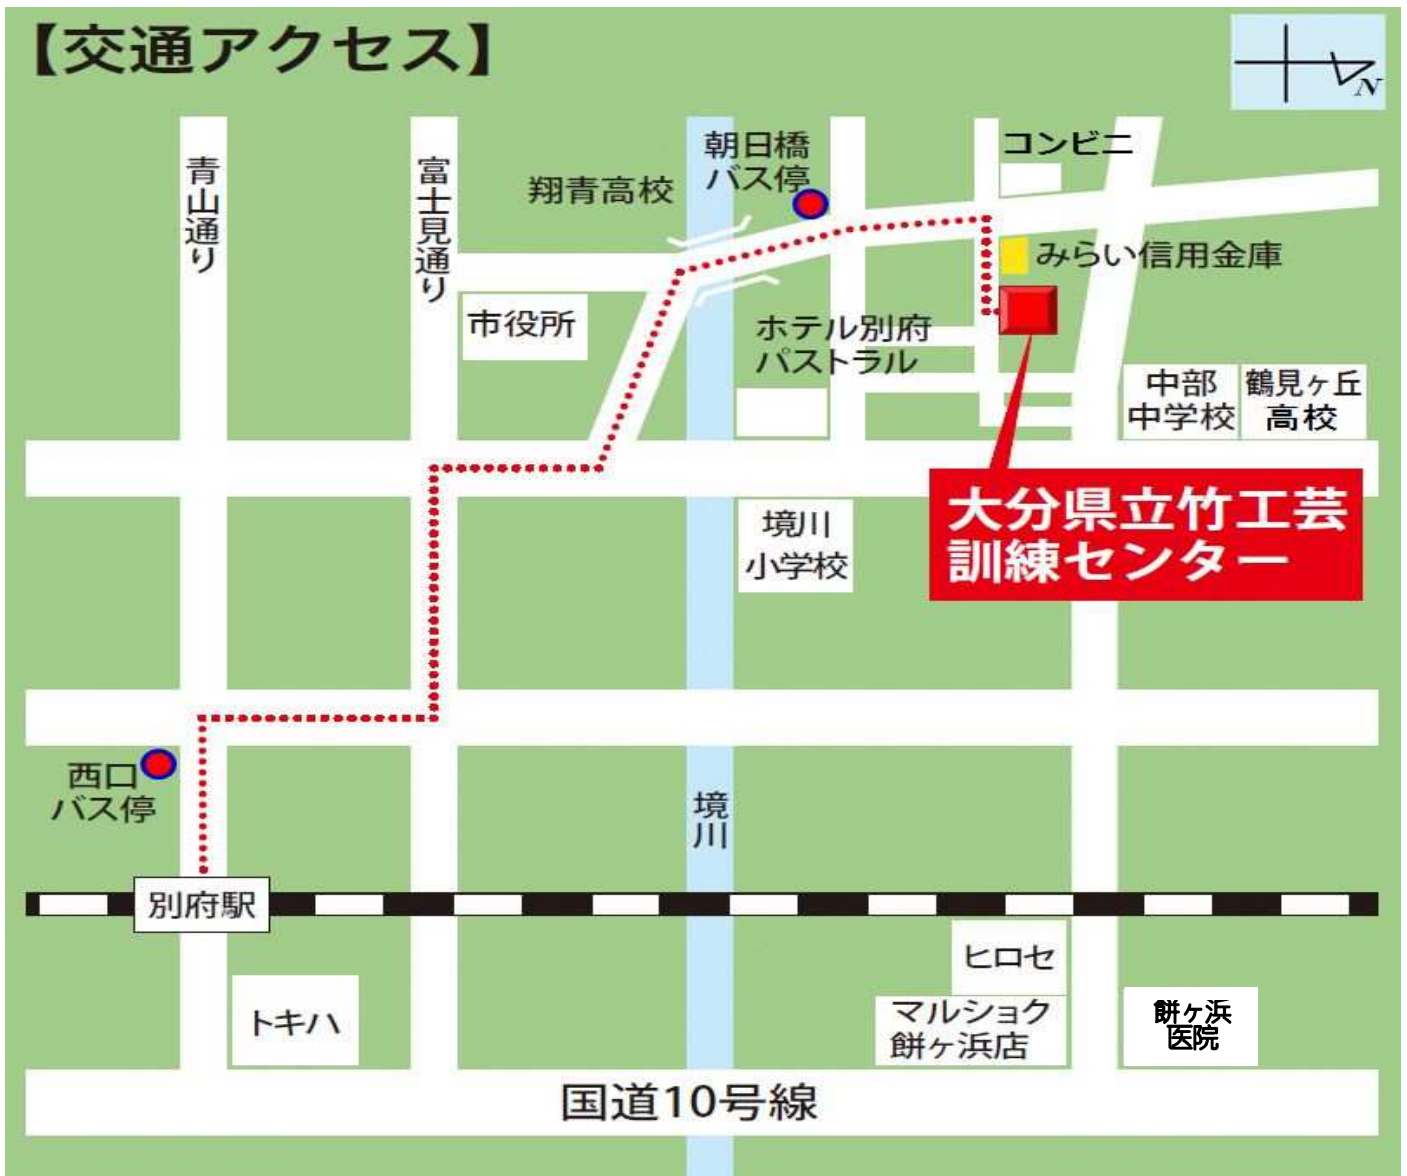 【交通アクセス】
N
青山通り
富士見通り
翔青高校
朝日橋
バス停
コンビニ
みらい信用金庫
市役所
ホテル別府
パストラル
中部
中学校
鶴見ヶ丘
高校
大分県立竹工芸
訓練センター
境川
小学校
西口
バス停
境川
別府駅
トキハ
ヒロセ
マルショク
餅ヶ浜店
餅ヶ浜
医院
国道10号線